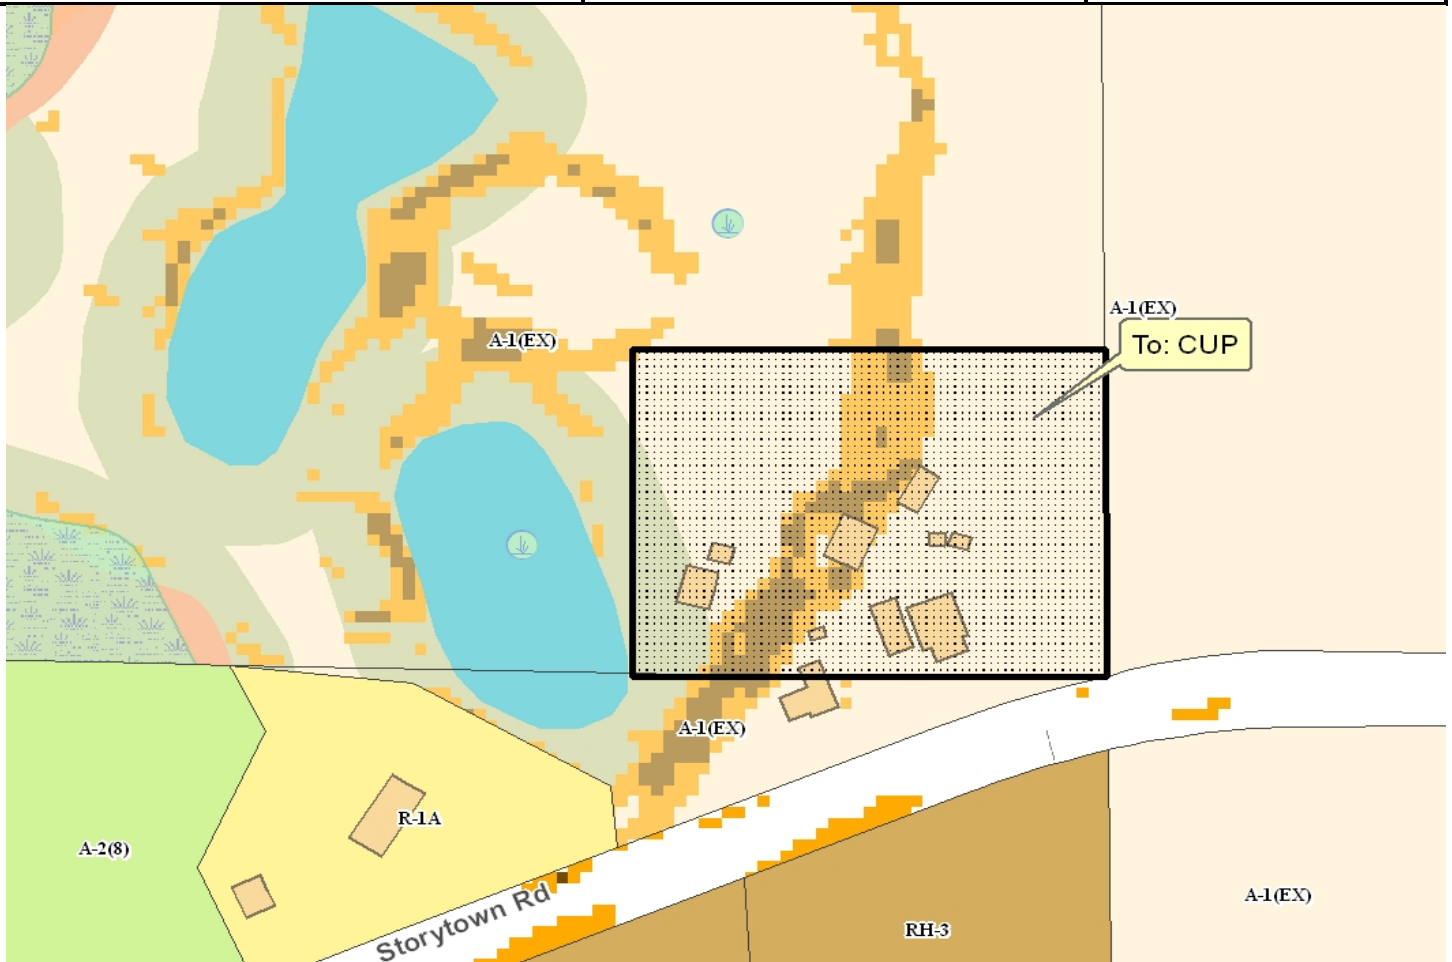 A-1(EX)
To: CUP
A-1(EX)
A-1(EX)
R-1A
A-2(8)
Storytown Rd
A-1(EX)
RH-3